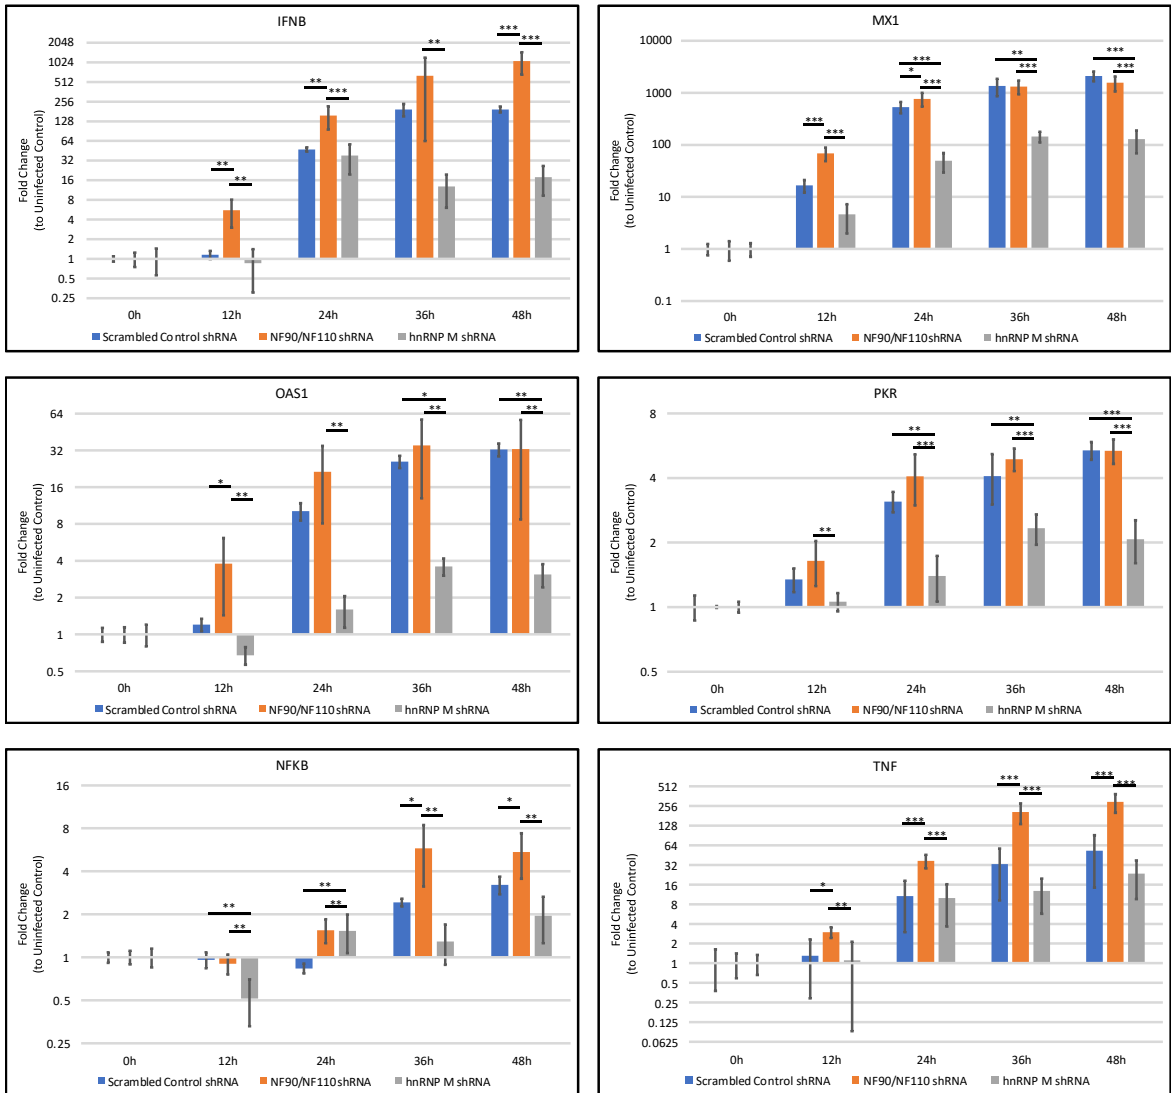 IFNB
Fold Change
(to Uninfected Control)
2048
1024
512
256
128
64
32
16
8
4
2
1
0.5
0.25
** ** ** *** ** *** ***
0h 12h 24h 36h 48h
Scrambled Control shRNA NF90/NF110 shRNA hnRNP M shRNA
MX1
Fold Change
(to Uninfected Control)
10000
1000
100
10
1
0.1
*** *** *** * *** ** *** *** ***
0h 12h 24h 36h 48h
Scrambled Control shRNA NF90/NF110 shRNA hnRNP M shRNA
OAS1
Fold Change
(to Uninfected Control)
64
32
16
8
4
2
1
0.5
* ** ** * ** ** **
0h 12h 24h 36h 48h
Scrambled Control shRNA NF90/NF110 shRNA hnRNP M shRNA
PKR
Fold Change
(to Uninfected Control)
8
4
2
1
0.5
** ** *** ** *** *** ***
0h 12h 24h 36h 48h
Scrambled Control shRNA NF90/NF110 shRNA hnRNP M shRNA
NFKB
Fold Change
(to Uninfected Control)
16
8
4
2
1
0.5
0.25
** ** ** ** * ** * **
0h 12h 24h 36h 48h
Scrambled Control shRNA NF90/NF110 shRNA hnRNP M shRNA
TNF
Fold Change
(to Uninfected Control)
512
256
128
64
32
16
8
4
2
1
0.5
0.25
0.125
0.0625
* ** *** *** *** *** *** ***
0h 12h 24h 36h 48h
Scrambled Control shRNA NF90/NF110 shRNA hnRNP M shRNA